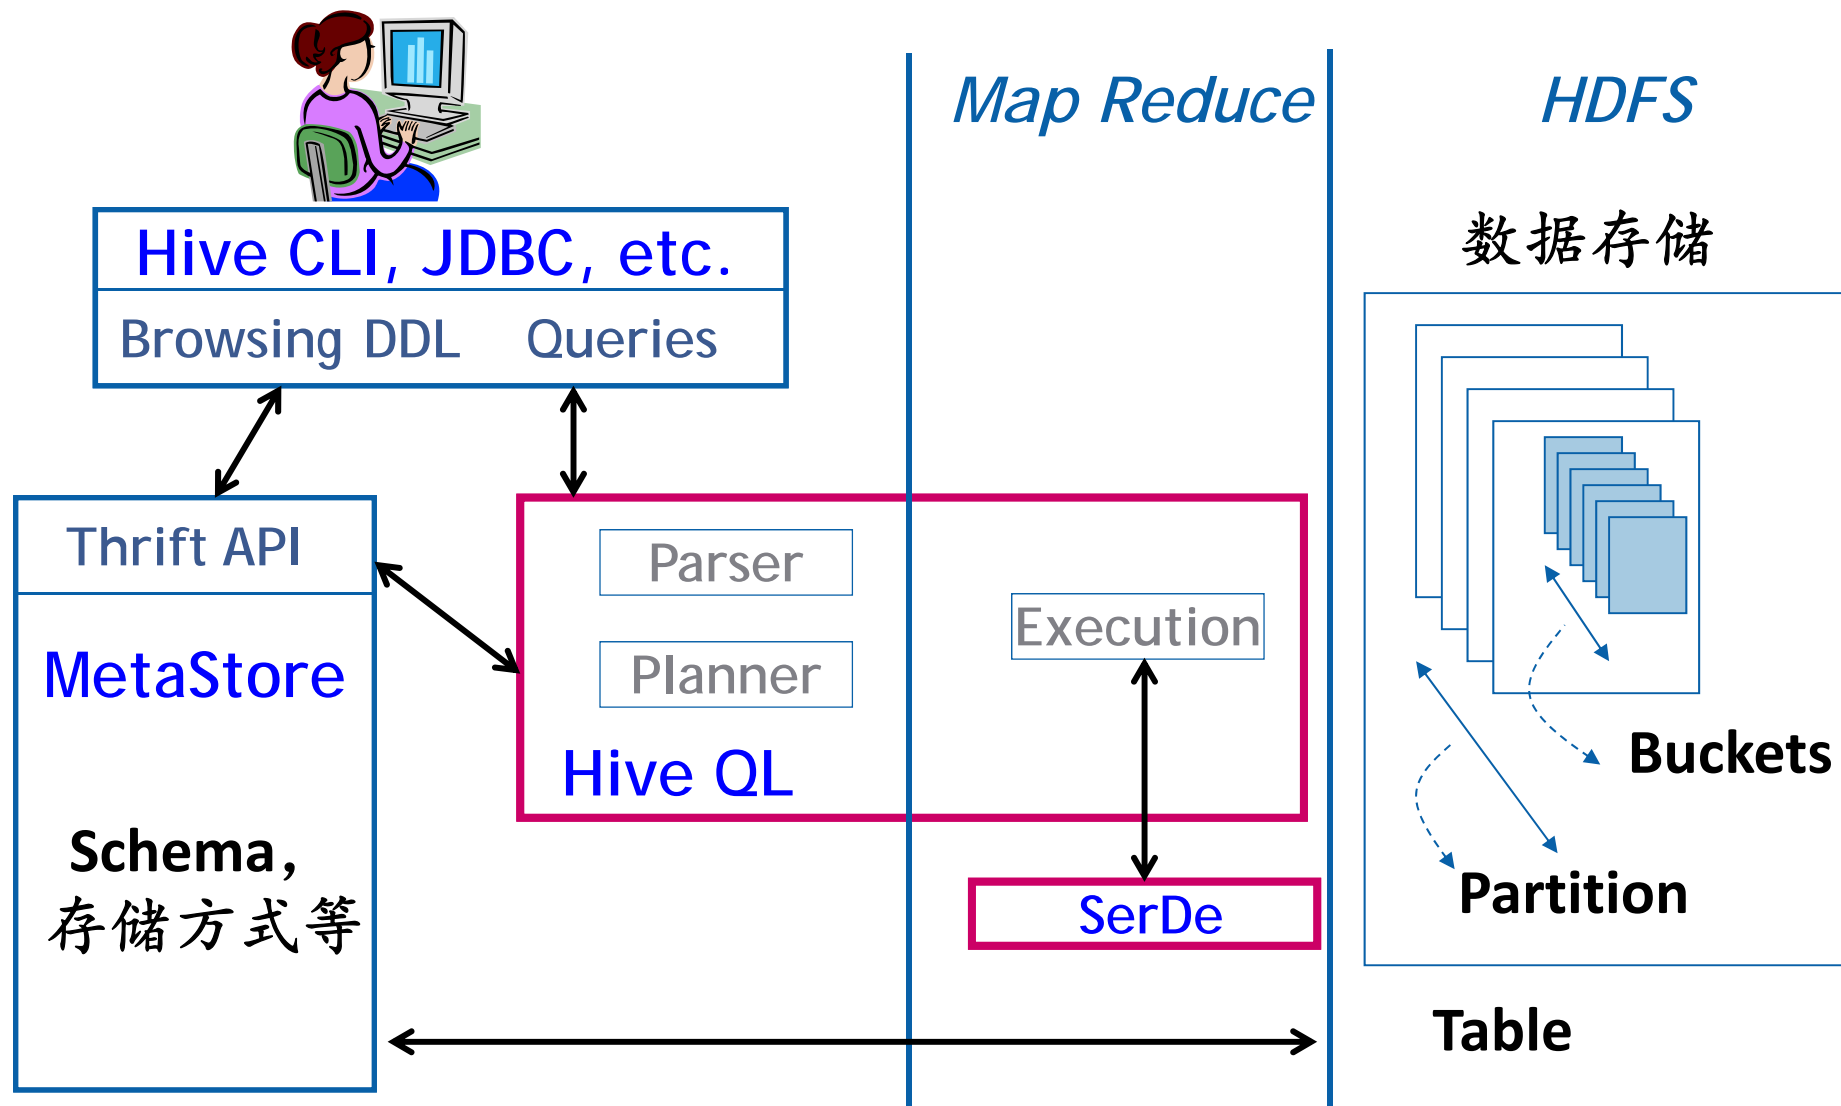 Map Reduce
HDFS
Hive CLI, JDBC, etc.
Browsing DDL Queries
数据存储
Thrift API
MetaStore
Schema，
存储方式等
Parser
Planner
Hive QL
Execution
SerDe
Buckets
Partition
Table